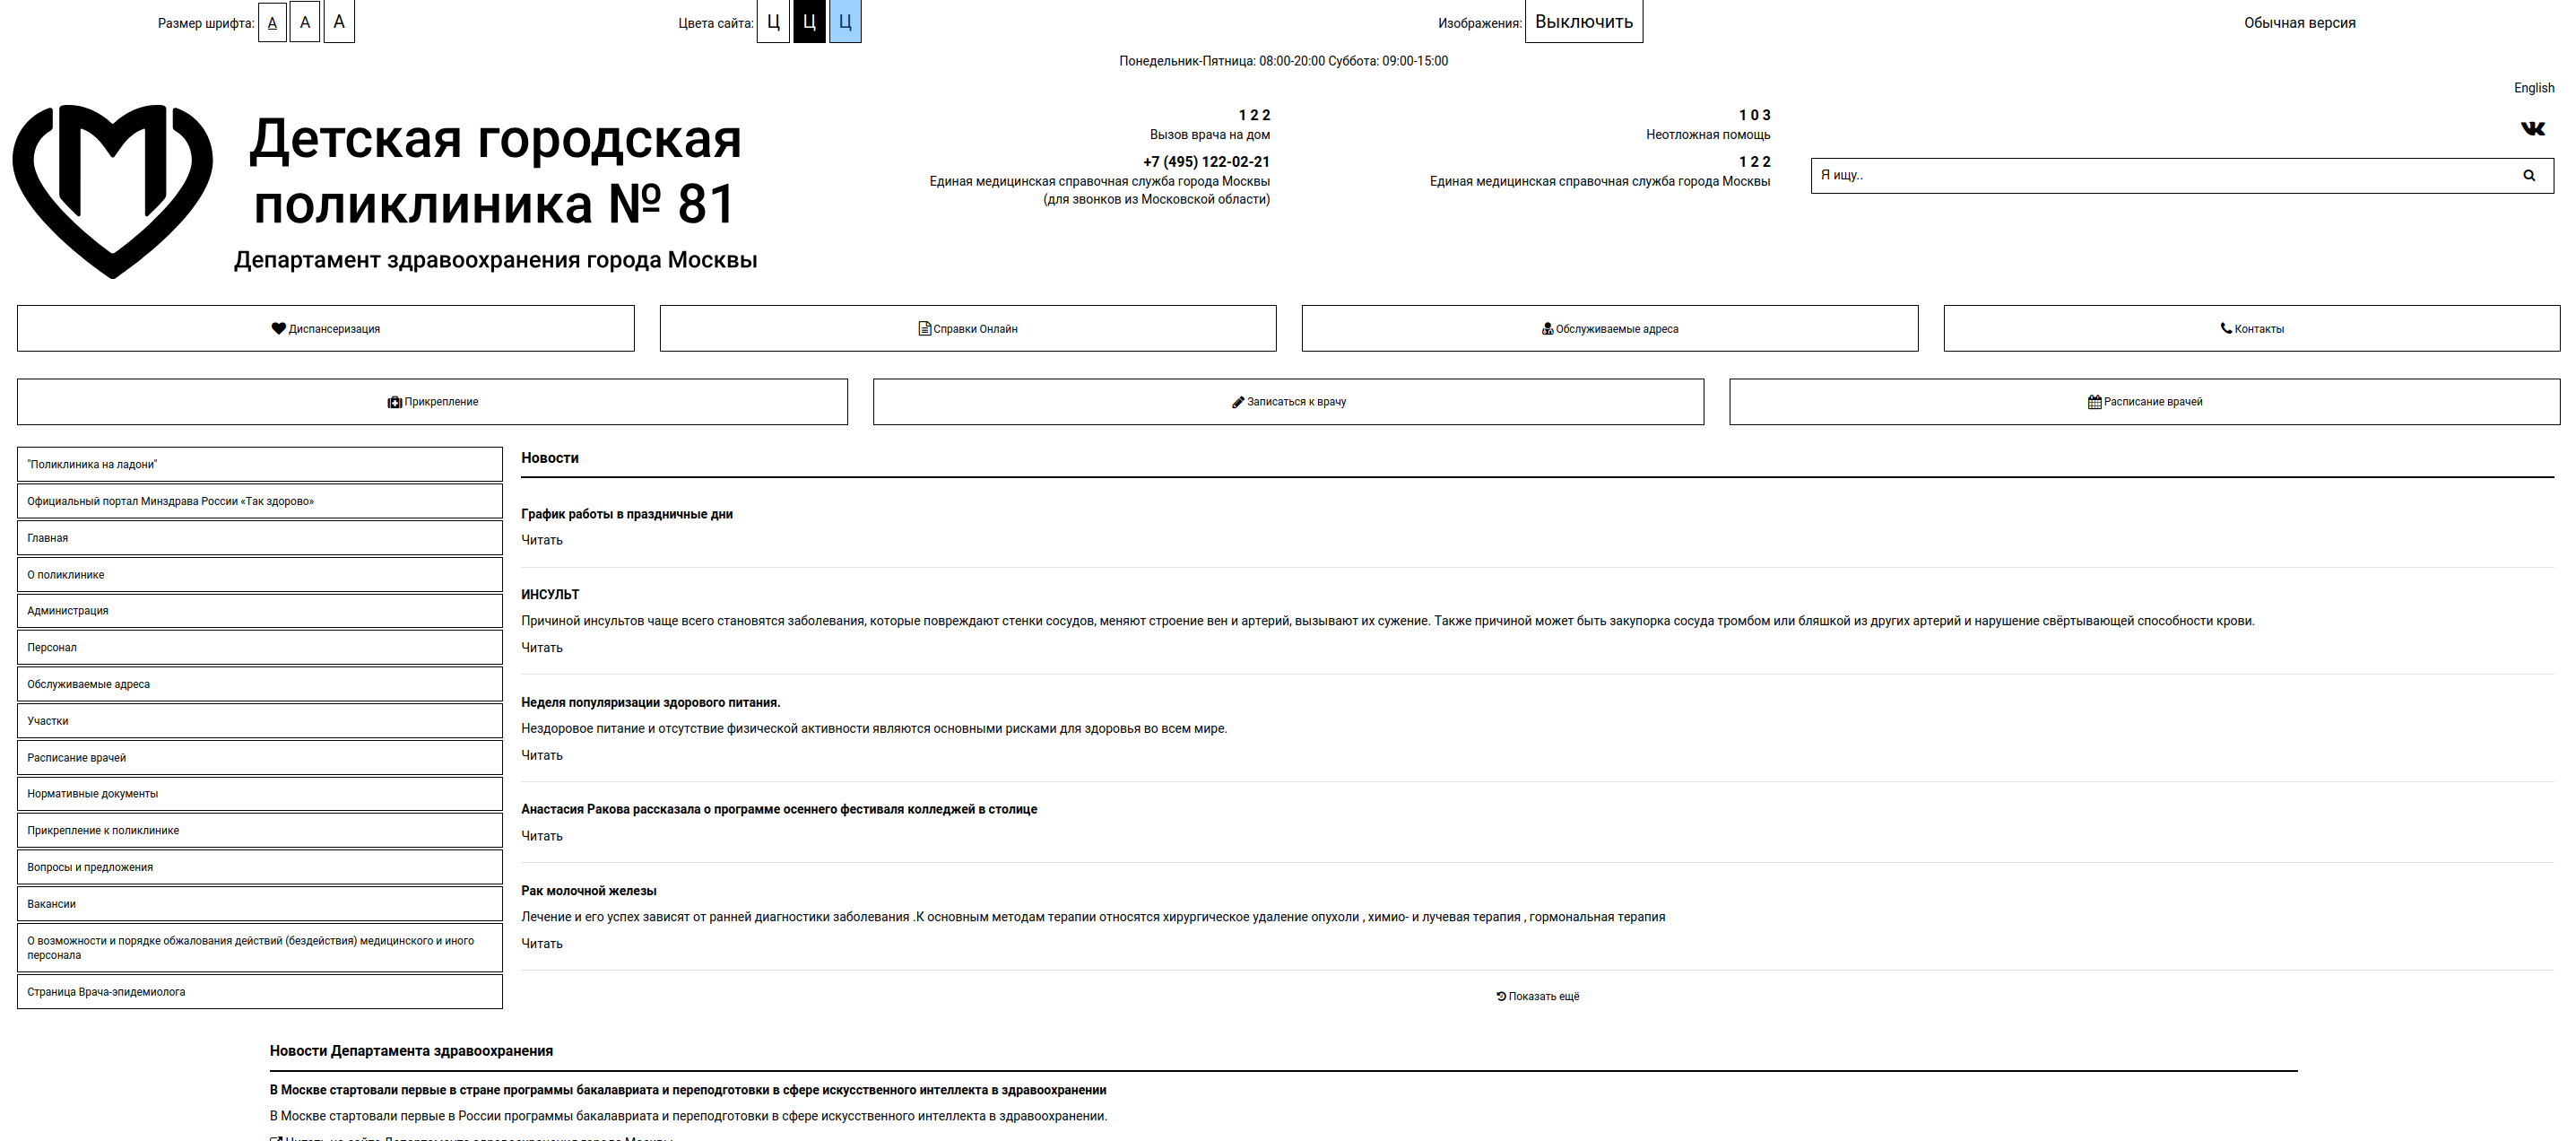 Размер шрифта: А А А
Цвета сайта: Ц Ц Ц
Изображения: Выключить
Обычная версия
Понедельник-Пятница: 08:00-20:00 Суббота: 09:00-15:00
English
Детская городская
поликлиника № 81
Департамент здравоохранения города Москвы
1 2 2
Вызов врача на дом
+7 (495) 122-02-21
Единая медицинская справочная служба города Москвы
(для звонков из Московской области)
1 0 3
Неотложная помощь
1 2 2
Единая медицинская справочная служба города Москвы
Я ищу..
Диспансеризация
Справки Онлайн
Обслуживаемые адреса
Контакты
Прикрепление
Записаться к врачу
Расписание врачей
"Поликлиника на ладони"
Официальный портал Минздрава России «Так здорово»
Главная
О поликлинике
Администрация
Персонал
Обслуживаемые адреса
Участки
Расписание врачей
Нормативные документы
Прикрепление к поликлинике
Вопросы и предложения
Вакансии
О возможности и порядке обжалования действий (бездействия) медицинского и иного
персонала
Страница Врача-эпидемиолога
Новости
График работы в праздничные дни
Читать
ИНСУЛЬТ
Причиной инсультов чаще всего становятся заболевания, которые повреждают стенки сосудов, меняют строение вен и артерий, вызывают их сужение. Также причиной может быть закупорка сосуда тромбом или бляшкой из других артерий и нарушение свёртывающей способности крови.
Читать
Неделя популяризации здорового питания.
Нездоровое питание и отсутствие физической активности являются основными рисками для здоровья во всем мире.
Читать
Анастасия Ракова рассказала о программе осеннего фестиваля колледжей в столице
Читать
Рак молочной железы
Лечение и его успех зависят от ранней диагностики заболевания .К основным методам терапии относятся хирургическое удаление опухоли , химио- и лучевая терапия , гормональная терапия
Читать
Показать ещё
Новости Департамента здравоохранения
В Москве стартовали первые в стране программы бакалавриата и переподготовки в сфере искусственного интеллекта в здравоохранении
В Москве стартовали первые в России программы бакалавриата и переподготовки в сфере искусственного интеллекта в здравоохранении.